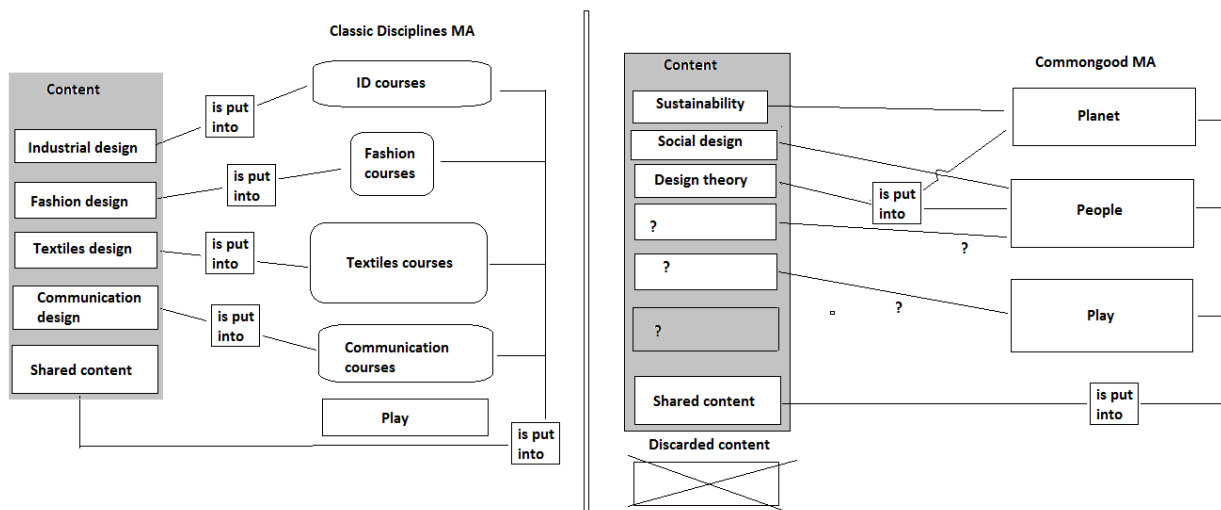 Classic Disciplines MA
Content
ID courses
is put
into
Industrial design
Fashion
courses
is put
into
Fashion design
Textiles design
is put
into
Textiles courses
Communication
design
is put
into
Communication
courses
Shared content
Play
is put
into
Content
Commongood MA
Sustainability
Planet
Social design
Design theory
is put
into
People
?
?
?
Play
?
?
Shared content
is put
into
Discarded content